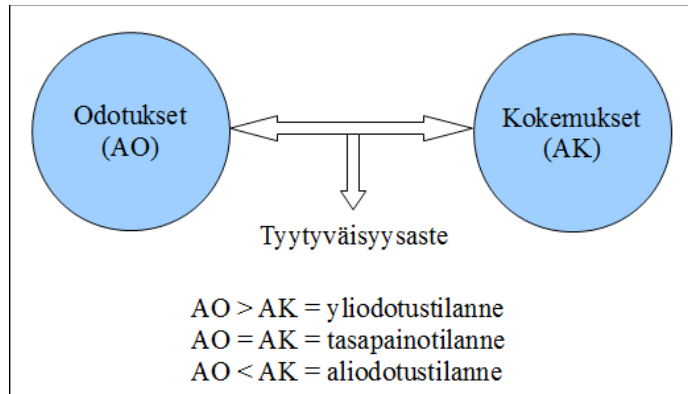 Odotukset
(AO)
Kokemukset
(AK)
Tyytyväisyysaste
AO > AK = yliodotustilanne
AO = AK = tasapainotilanne
AO < AK = aliodotustilanne